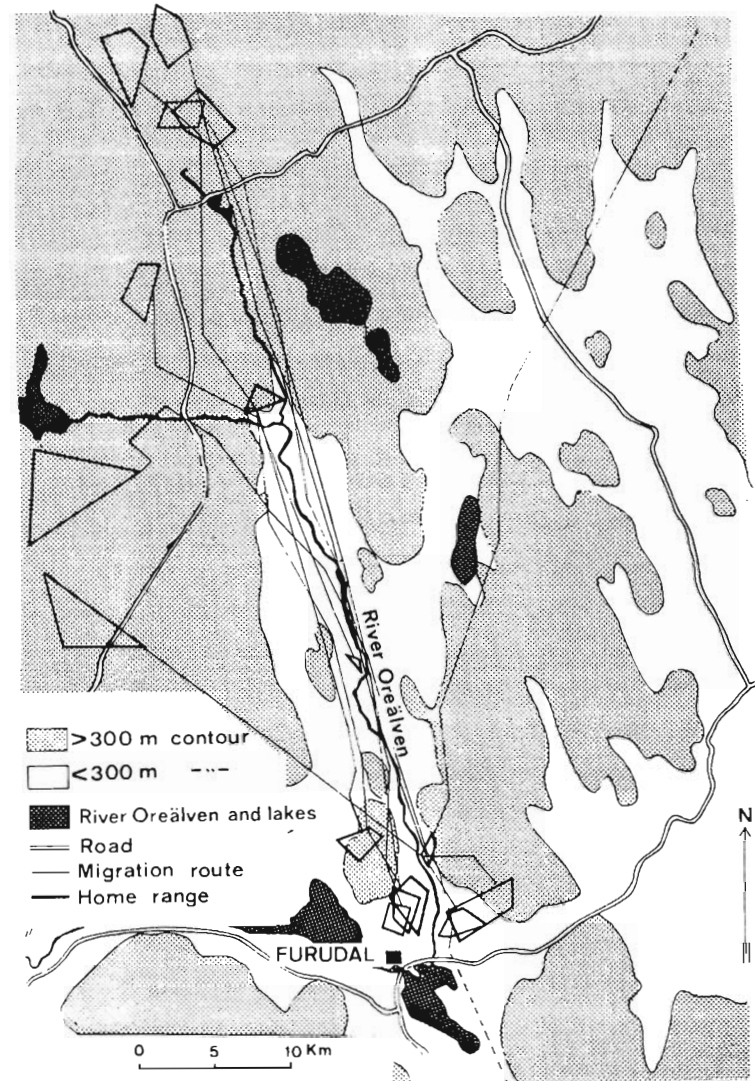 River Oreälven
>300 m contour
<300 m
River Oreälven and lakes
Road
Migration route
Home range
N
FURUDAL
0 5 10 Km